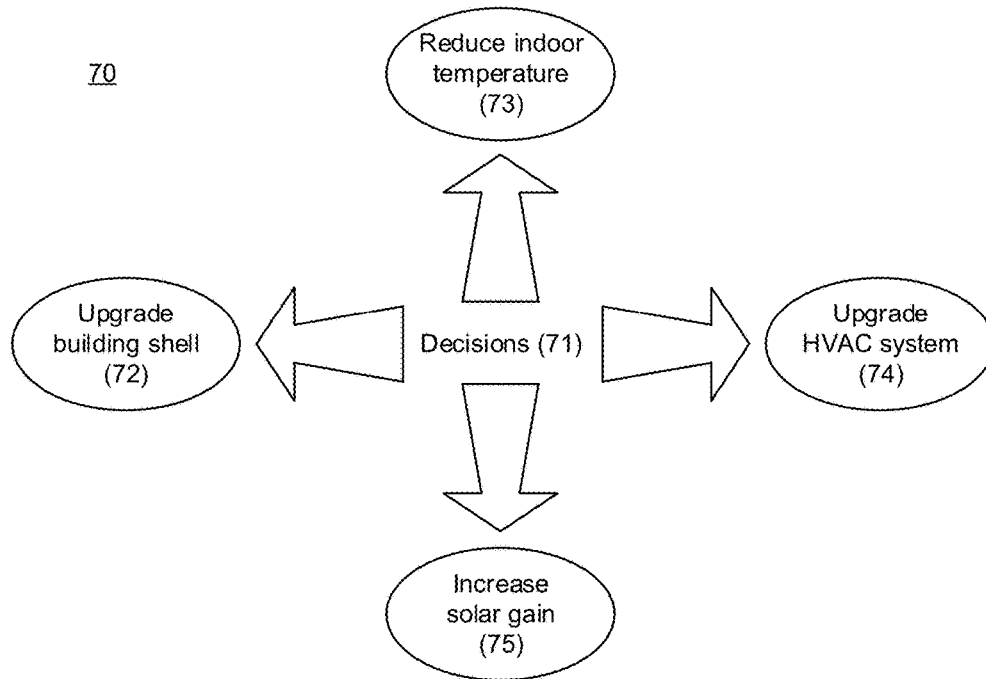 70
Reduce indoor
temperature
(73)
Upgrade
building shell
(72)
Decisions (71)
Upgrade
HVAC system
(74)
Increase
solar gain
(75)